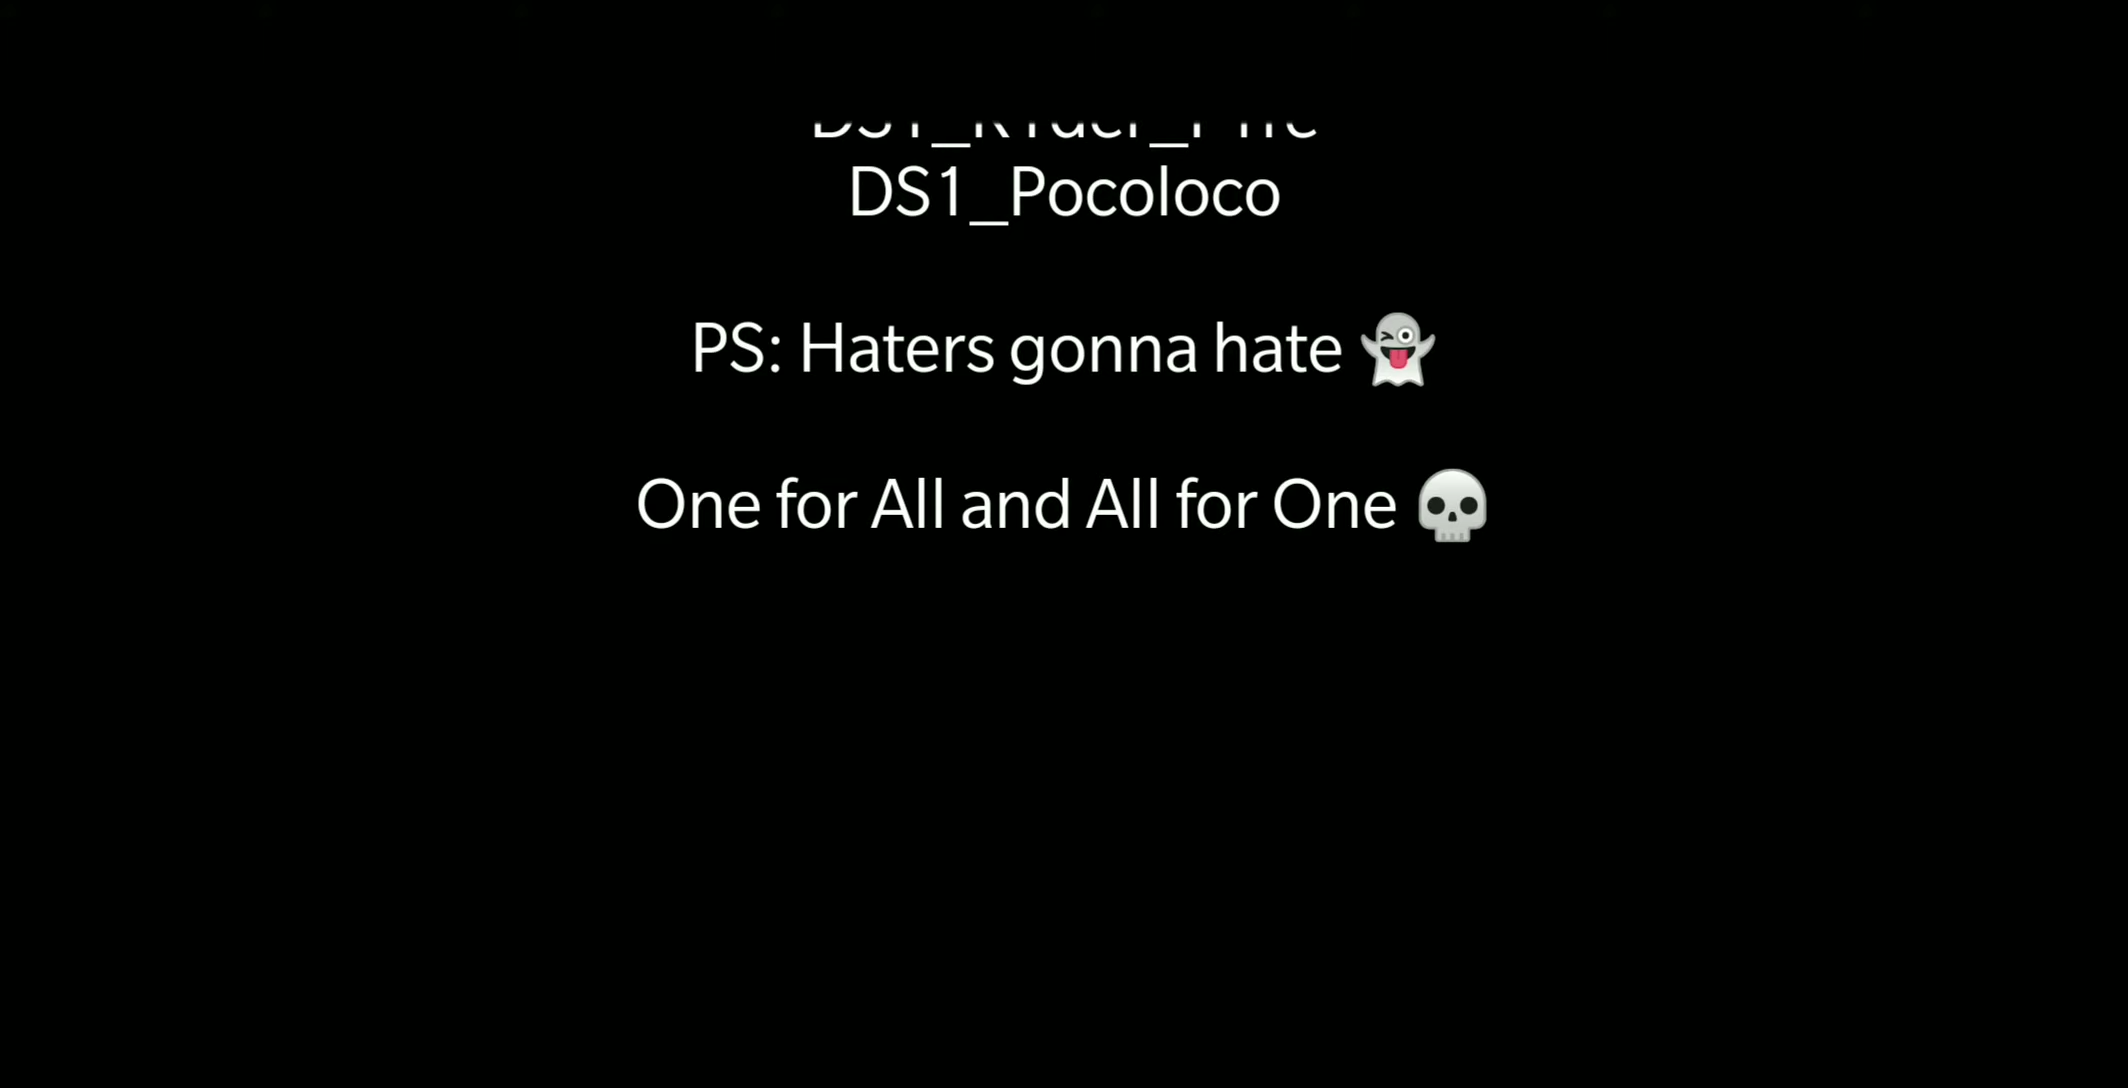 DS1_Pocoloco
PS: Haters gonna hate 👻
One for All and All for One 💀